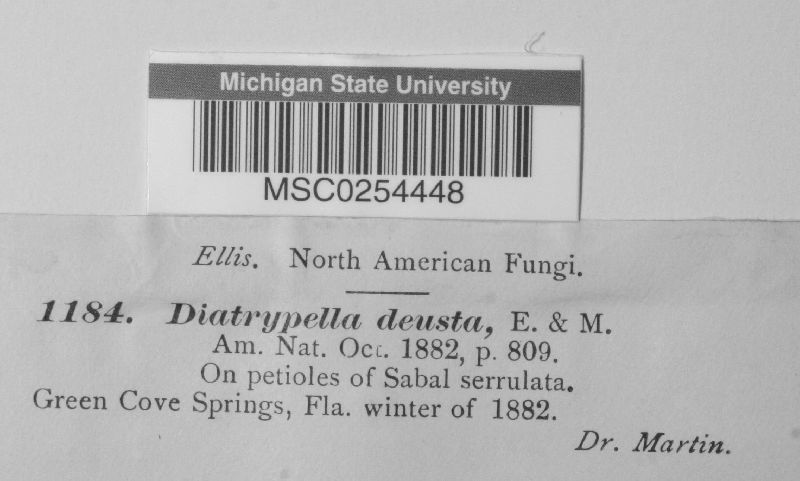 Michigan State University
MSC0254448
Ellis. North American Fungi.
1184. Diatrypella deusta, E. & M.
Am. Nat. Oct. 1882, p. 809.
On petioles of Sabal serrulata.
Green Cove Springs, Fla. winter of 1882.
Dr. Martin.